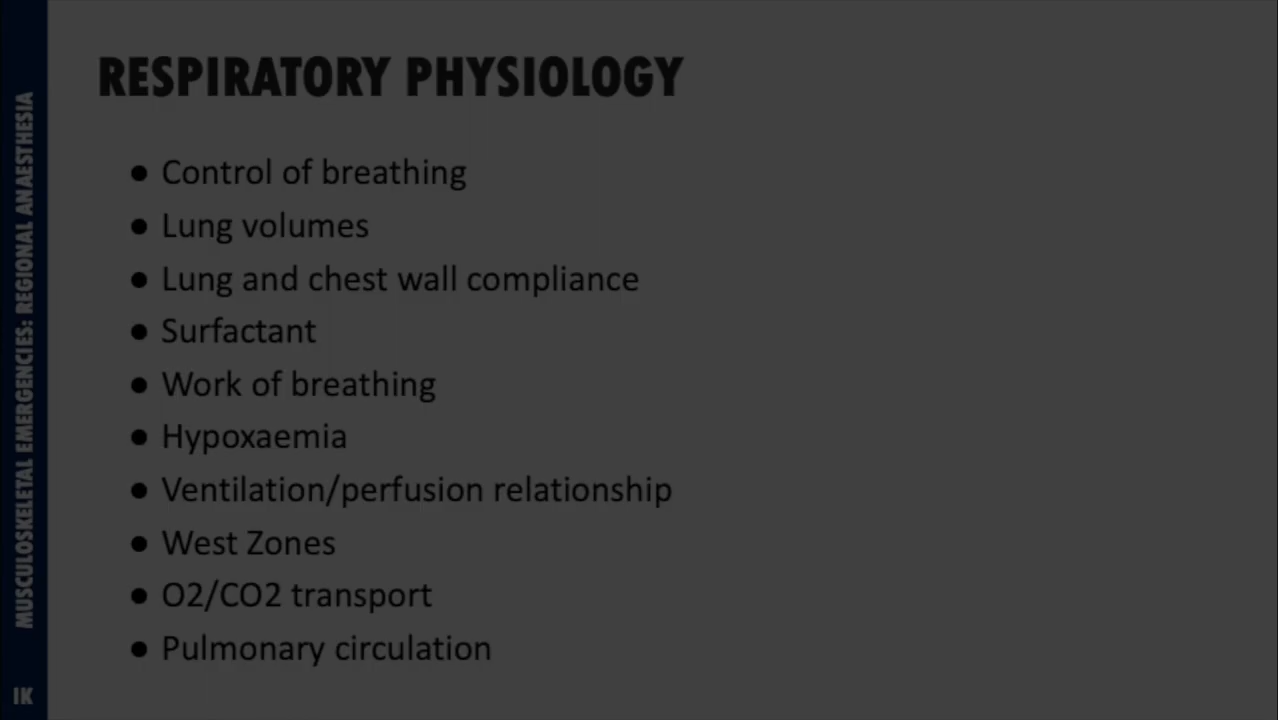 RESPIRATORY PHYSIOLOGY
● Control of breathing
● Lung volumes
● Lung and chest wall compliance
● Surfactant
● Work of breathing
● Hypoxaemia
● Ventilation/perfusion relationship
● West Zones
● O2/CO2 transport
● Pulmonary circulation
MUSCULOSKELETAL EMERGENCIES: REGIONAL ANAESTHESIA
IK